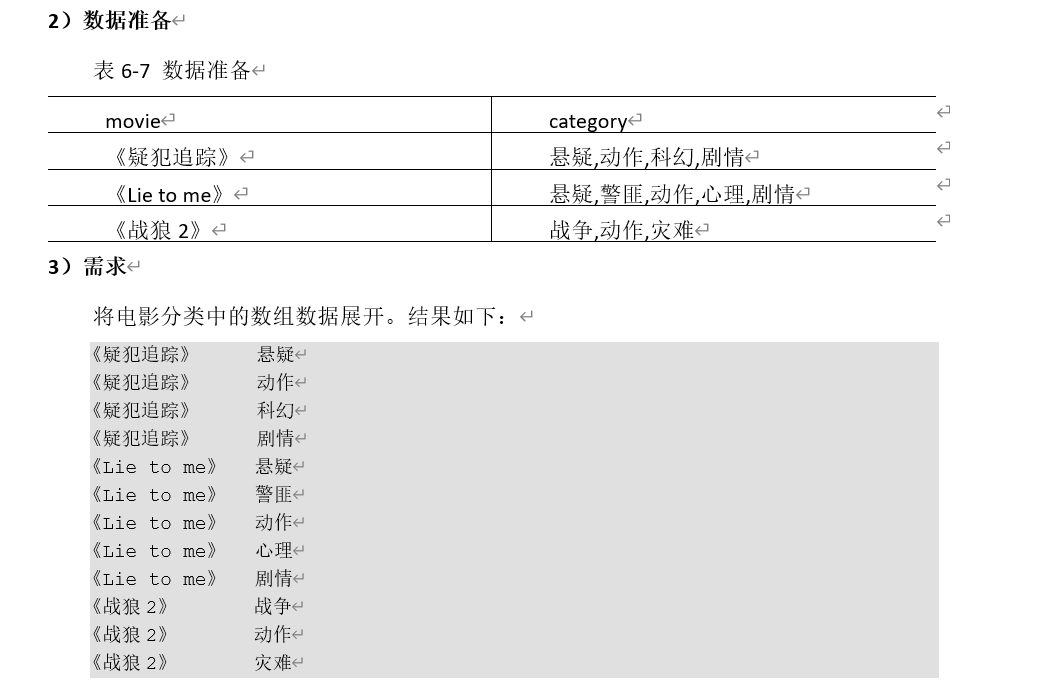 2）数据准备
表 6-7 数据准备
movie category
《疑犯追踪》 悬疑,动作,科幻,剧情
《Lie to me》 悬疑,警匪,动作,心理,剧情
《战狼 2》 战争,动作,灾难
3）需求
将电影分类中的数组数据展开。结果如下：
《疑犯追踪》 悬疑
《疑犯追踪》 动作
《疑犯追踪》 科幻
《疑犯追踪》 剧情
《Lie to me》 悬疑
《Lie to me》 警匪
《Lie to me》 动作
《Lie to me》 心理
《Lie to me》 剧情
《战狼 2》 战争
《战狼 2》 动作
《战狼 2》 灾难